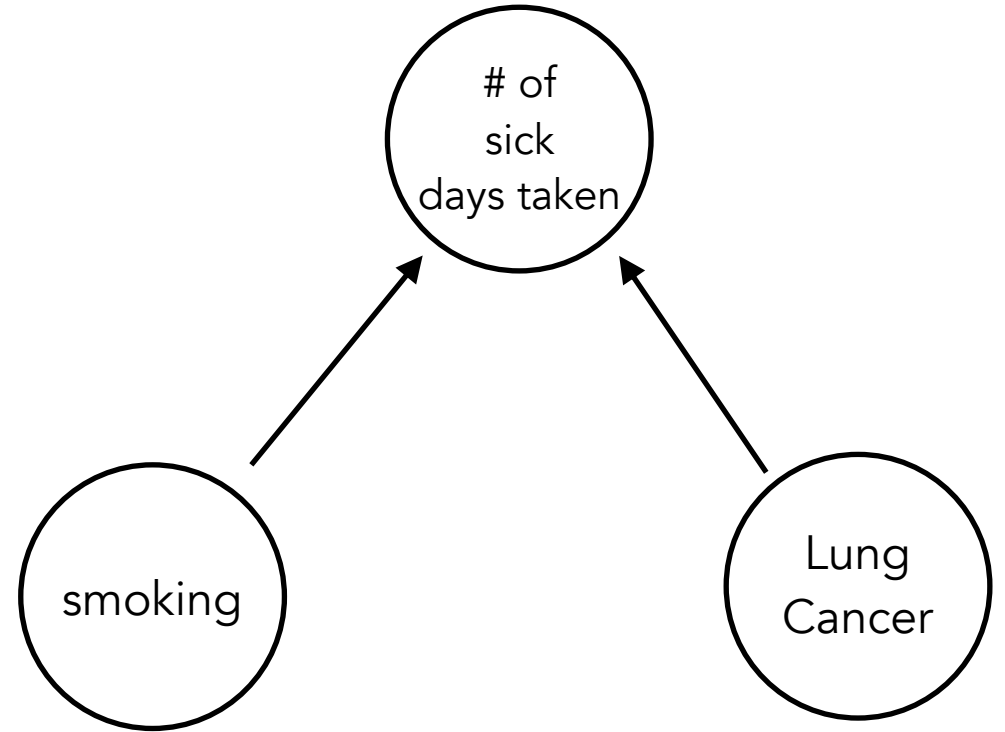 # of
sick
days taken
smoking
Lung
Cancer